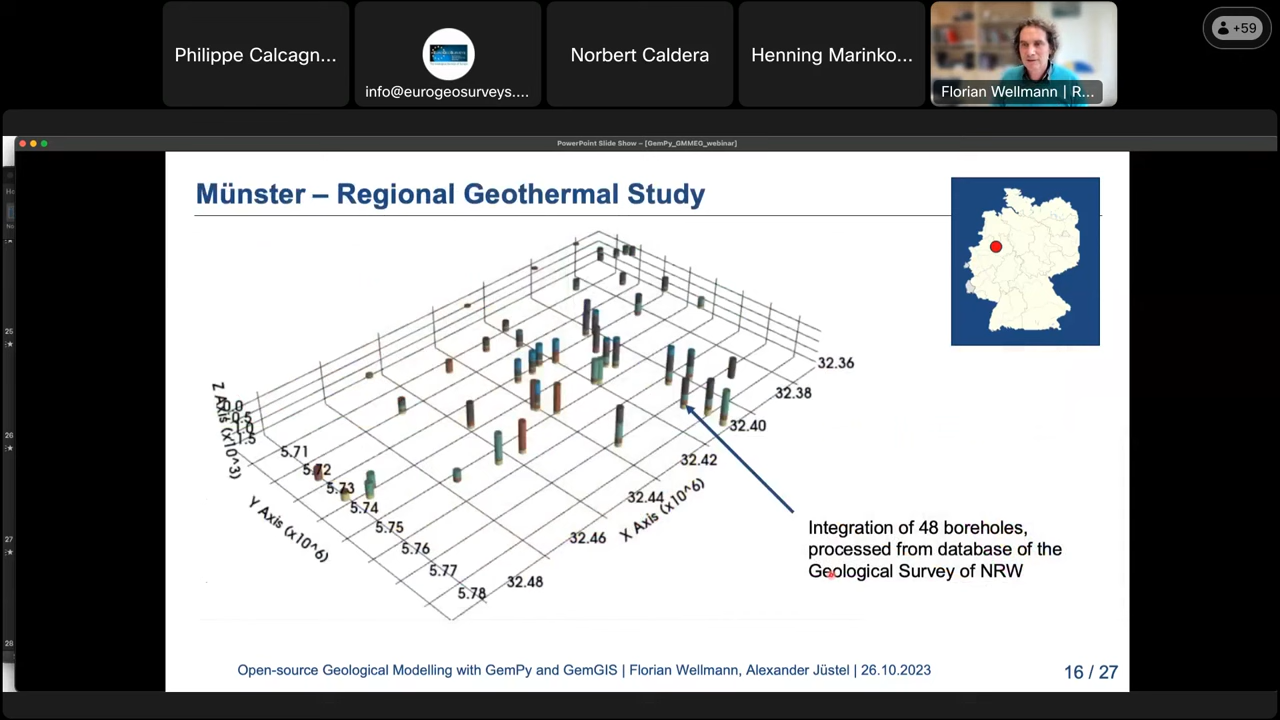 Philippe Calcagn...
info@eurogeosurveys....
Norbert Caldera
Henning Marinko...
Florian Wellmann | R...
+59
PowerPoint Slide Show – [GemPy_GMMEG_webinar]
Münster – Regional Geothermal Study
32.36
32.38
32.40
32.42
32.44
32.46
32.48
X Axis (x10^6)
Z Axis (x10^3)
5.71
5.72
5.73
5.74
5.75
5.76
5.77
5.78
Y Axis (x10^6)
Integration of 48 boreholes,
processed from database of the
Geological Survey of NRW
25
26
27
28
Open-source Geological Modelling with GemPy and GemGIS | Florian Wellmann, Alexander Jüstel | 26.10.2023
16 / 27